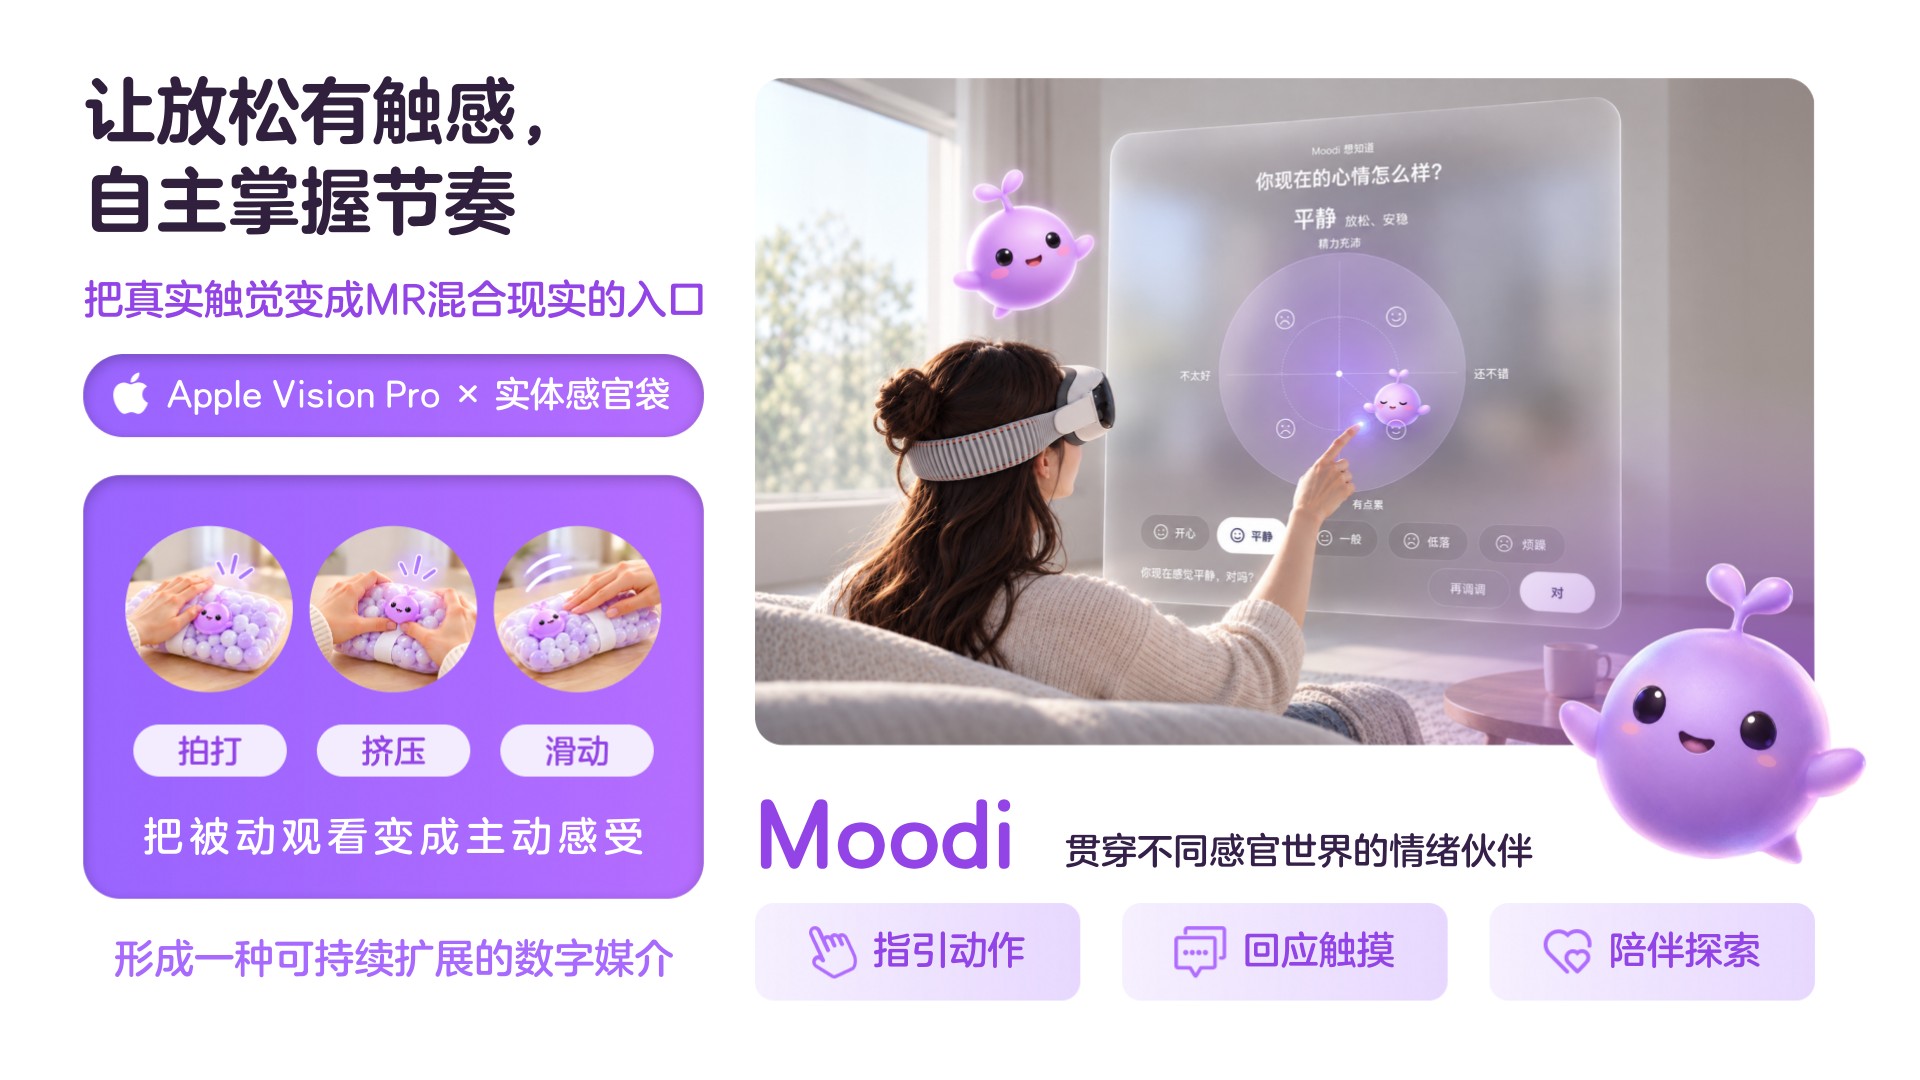 让放松有触感，
自主掌握节奏
把真实触觉变成MR混合现实的入口
Apple Vision Pro × 实体感官袋
拍打
挤压
滑动
把被动观看变成主动感受
形成一种可持续扩展的数字媒介
Moodi 想知道
你现在的心情怎么样？
平静 放松、安稳
精力充沛
不太好
还不错
有点累
开心
平静
一般
低落
烦躁
你现在感觉平静，对吗？
再调调
对
Moodi
贯穿不同感官世界的情绪伙伴
指引动作
回应触摸
陪伴探索